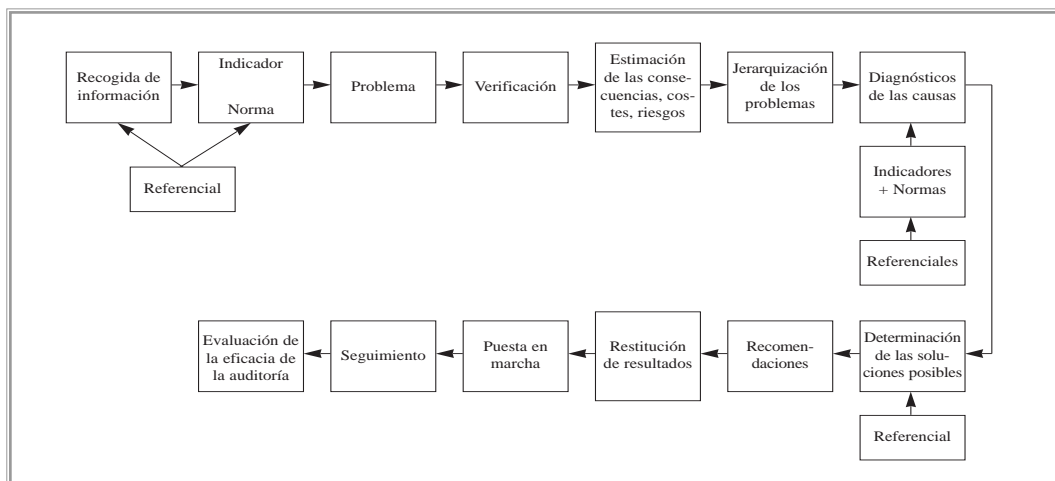 Recogida de
información
Indicador
Norma
Problema
Verificación
Estimación
de las conse-
cuencias, cos-
tes, riesgos
Jerarquización
de los
problemas
Diagnósticos
de las causas
Referencial
Indicadores
+ Normas
Referenciales
Evaluación de
la eficacia de
la auditoría
Seguimiento
Puesta en
marcha
Restitución
de resultados
Recomen-
daciones
Determinación
de las solu-
ciones posibles
Referencial